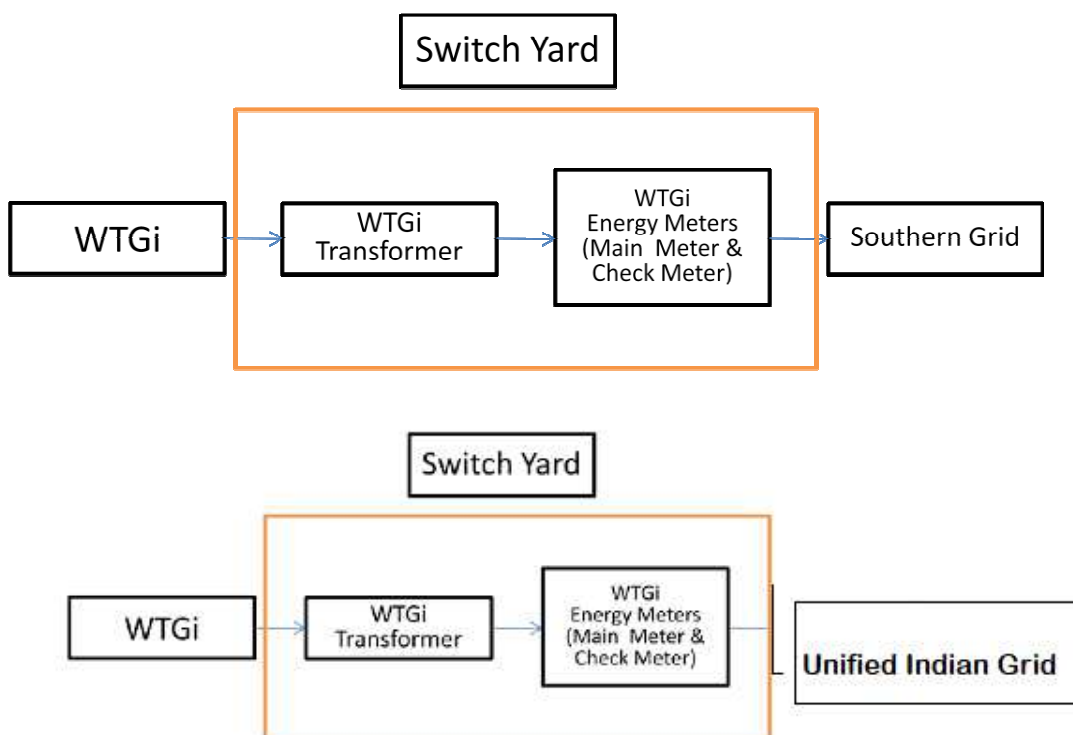 Switch Yard
WTGi
WTGi
Transformer
WTGi
Energy Meters
(Main Meter &
Check Meter)
Southern Grid
Switch Yard
WTGi
WTGi
Transformer
WTGi
Energy Meters
(Main Meter &
Check Meter)
Unified Indian Grid